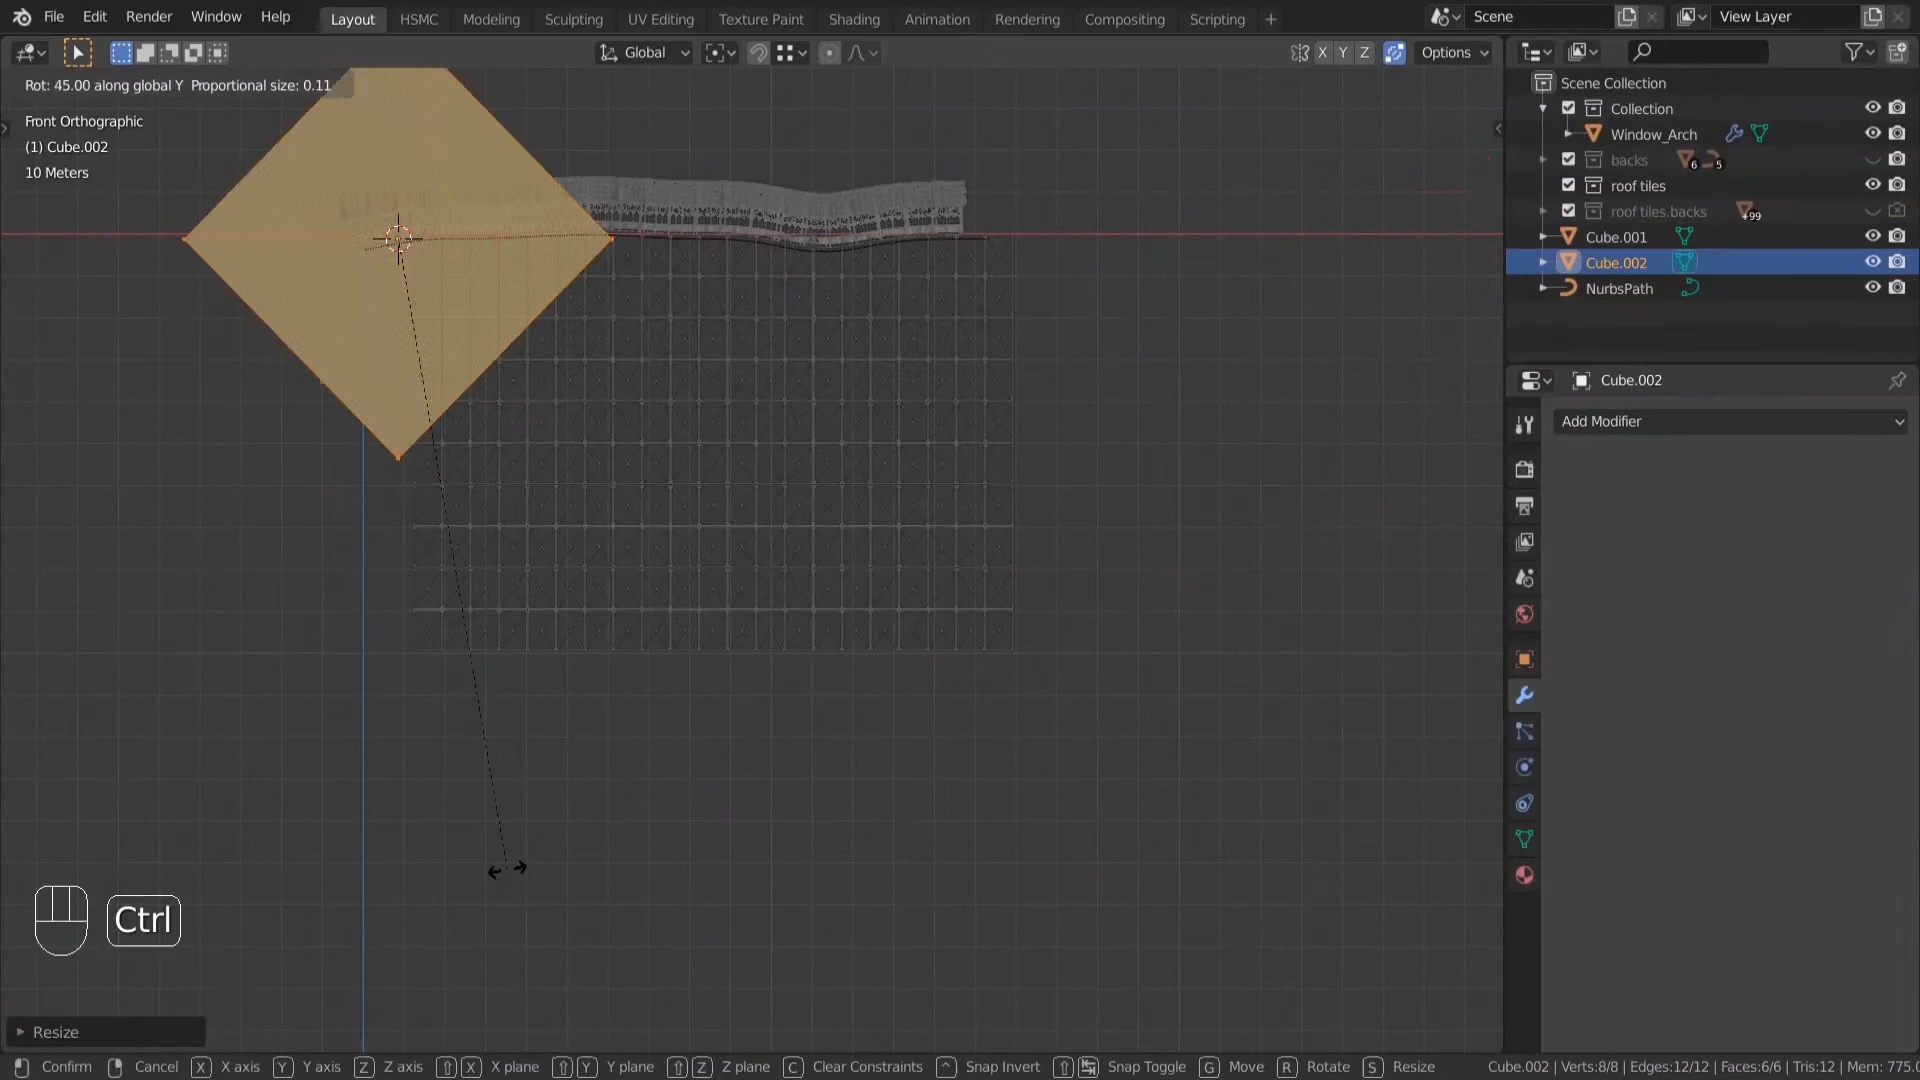 File Edit Render Window Help Layout HSMC Modeling Sculpting UV Editing Texture Paint Shading Animation Rendering Compositing Scripting + Scene View Layer
Global X Y Z Options
Rot: 45.00 along global Y Proportional size: 0.11
Front Orthographic
(1) Cube.002
10 Meters
Scene Collection
Collection
Window_Arch
backs 6 5
roof tiles
roof tiles.backs +99
Cube.001
Cube.002
NurbsPath
Cube.002
Add Modifier
Ctrl
Resize
Confirm Cancel X X axis Y Y axis Z Z axis X X plane Y Y plane Z Z plane C Clear Constraints Snap Invert Snap Toggle G Move R Rotate S Resize Cube.002 | Verts:8/8 | Edges:12/12 | Faces:6/6 | Tris:12 | Mem: 775.